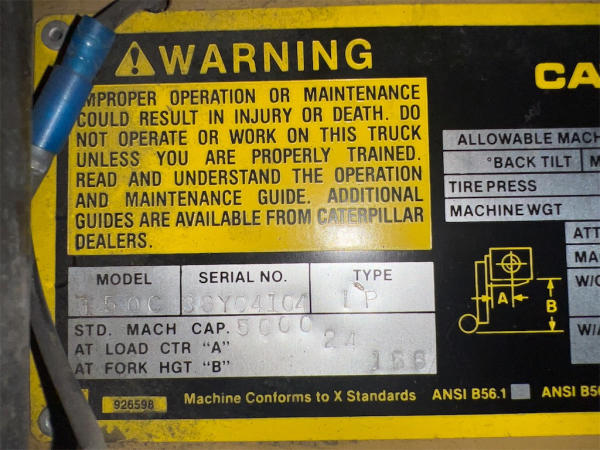 WARNING
IMPROPER OPERATION OR MAINTENANCE
COULD RESULT IN INJURY OR DEATH. DO
NOT OPERATE OR WORK ON THIS TRUCK
UNLESS YOU ARE PROPERLY TRAINED.
READ AND UNDERSTAND THE OPERATION
AND MAINTENANCE GUIDE. ADDITIONAL
GUIDES ARE AVAILABLE FROM CATERPILLAR
DEALERS.
MODEL SERIAL NO. TYPE
LP
STD. MACH CAP. 5000
AT LOAD CTR "A" 24
AT FORK HGT "B"
926598
Machine Conforms to X Standards ANSI B56.1 ANSI B56
CA
ALLOWABLE MACH
°BACK TILT M
TIRE PRESS
MACHINE WGT
ATT
MA
W/O
W/
A
B